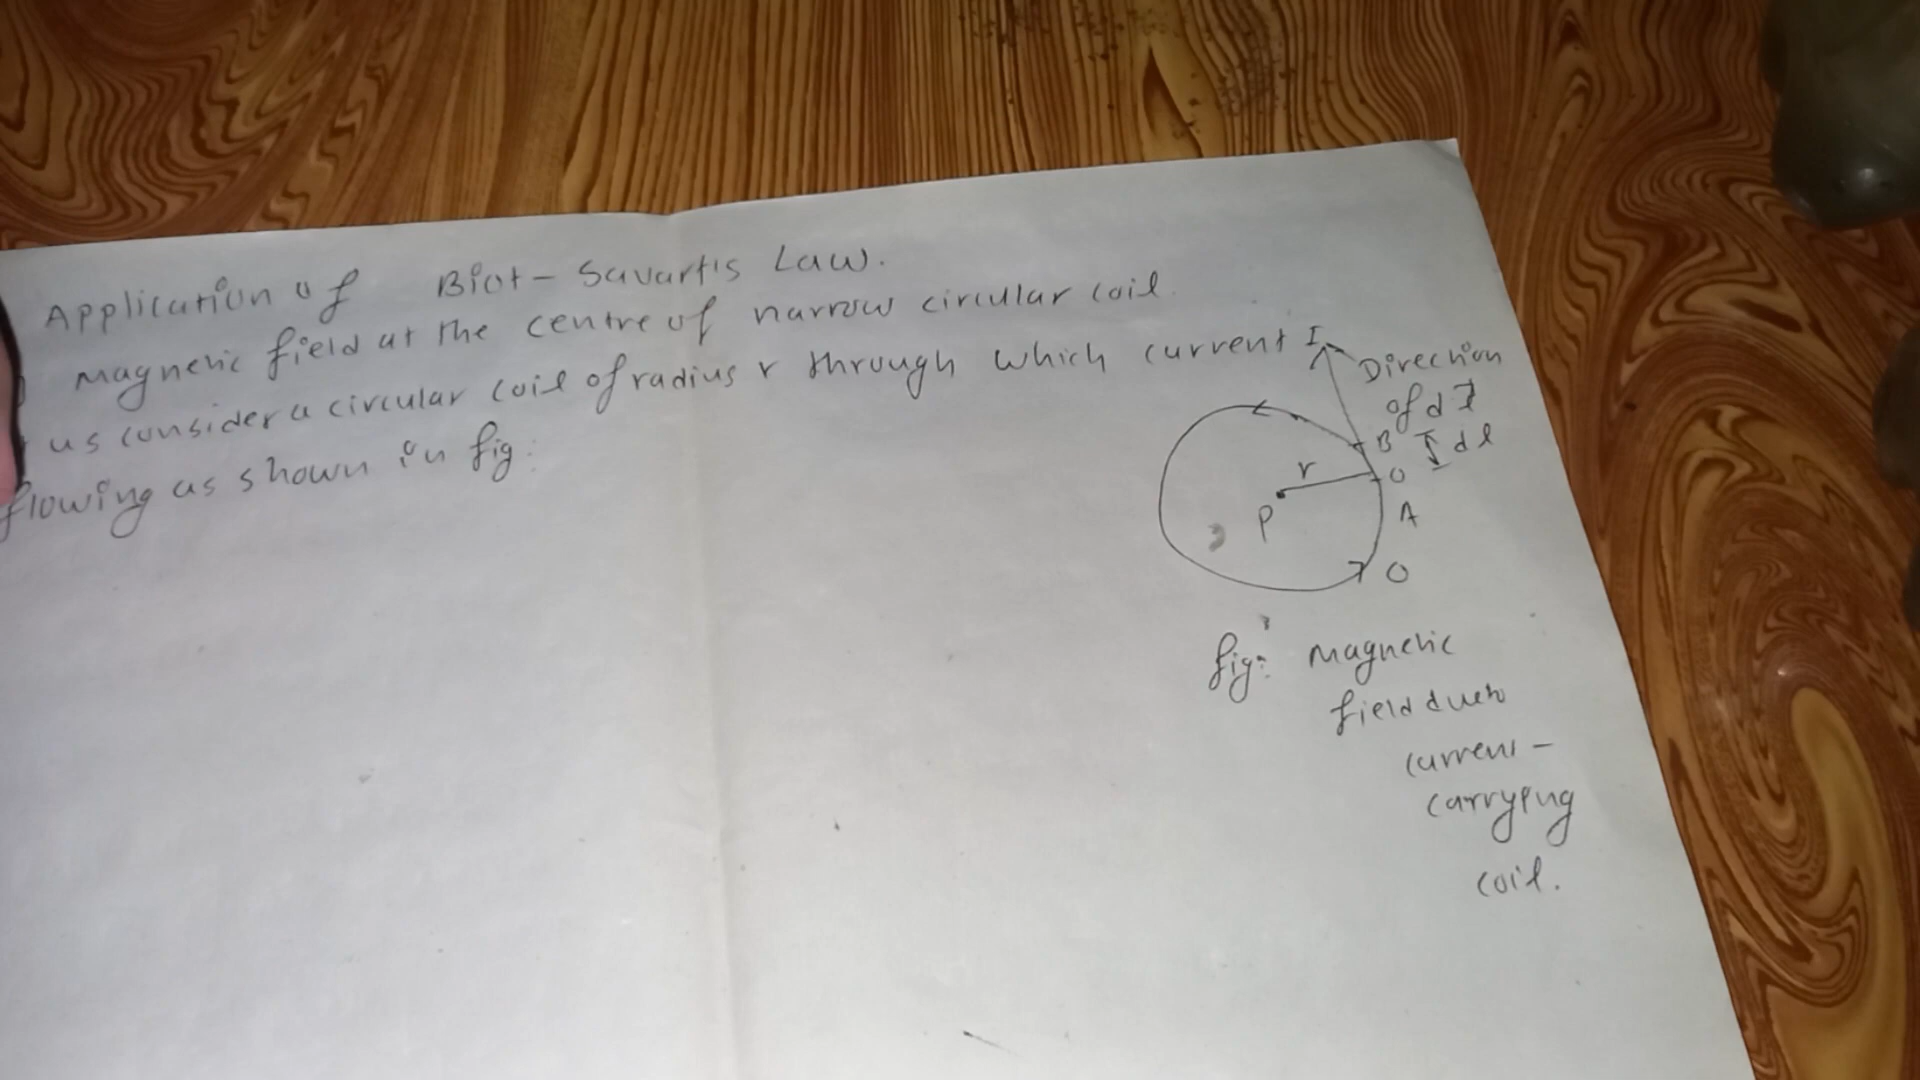 Application of Biot - Savart's Law.
Magnetic field at the centre of narrow circular coil.
us consider a circular coil of radius r through which current I
flowing as shown in fig:
Direction
of dl
B
dl
r
O
P
A
O
fig: Magnetic
field due to
current -
carrying
coil.